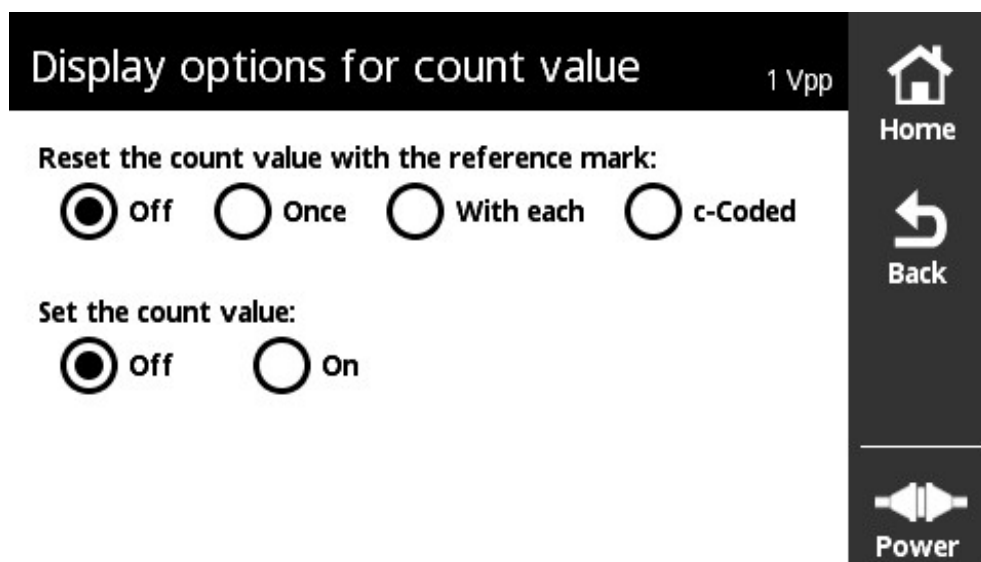 Display options for count value 1 Vpp
Home
Reset the count value with the reference mark:
Off Once With each c-Coded
Back
Set the count value:
Off On
Power